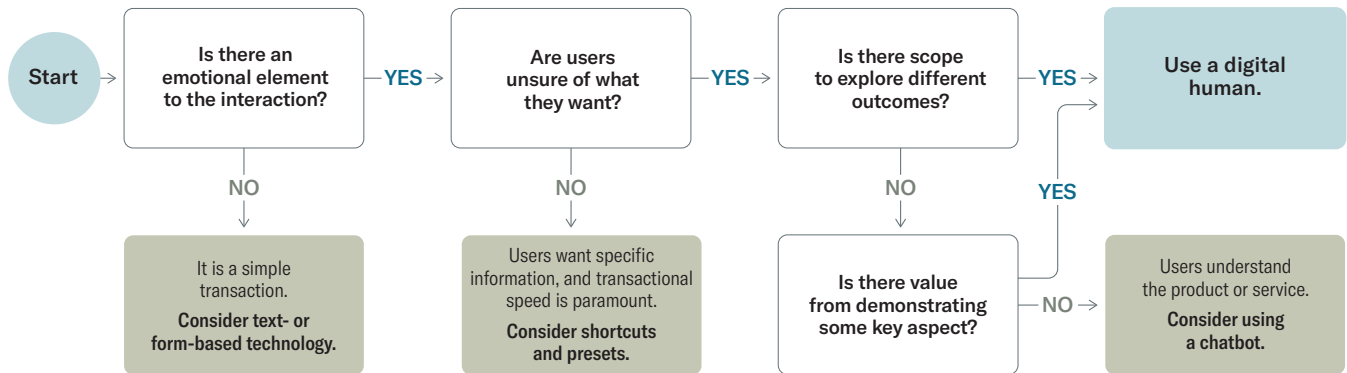 Start
Is there an
emotional element
to the interaction?
YES
Are users
unsure of what
they want?
YES
Is there scope
to explore different
outcomes?
YES
Use a digital
human.
NO
NO
NO
YES
It is a simple
transaction.
Consider text- or
form-based technology.
Users want specific
information, and transactional
speed is paramount.
Consider shortcuts
and presets.
Is there value
from demonstrating
some key aspect?
NO
Users understand
the product or service.
Consider using
a chatbot.